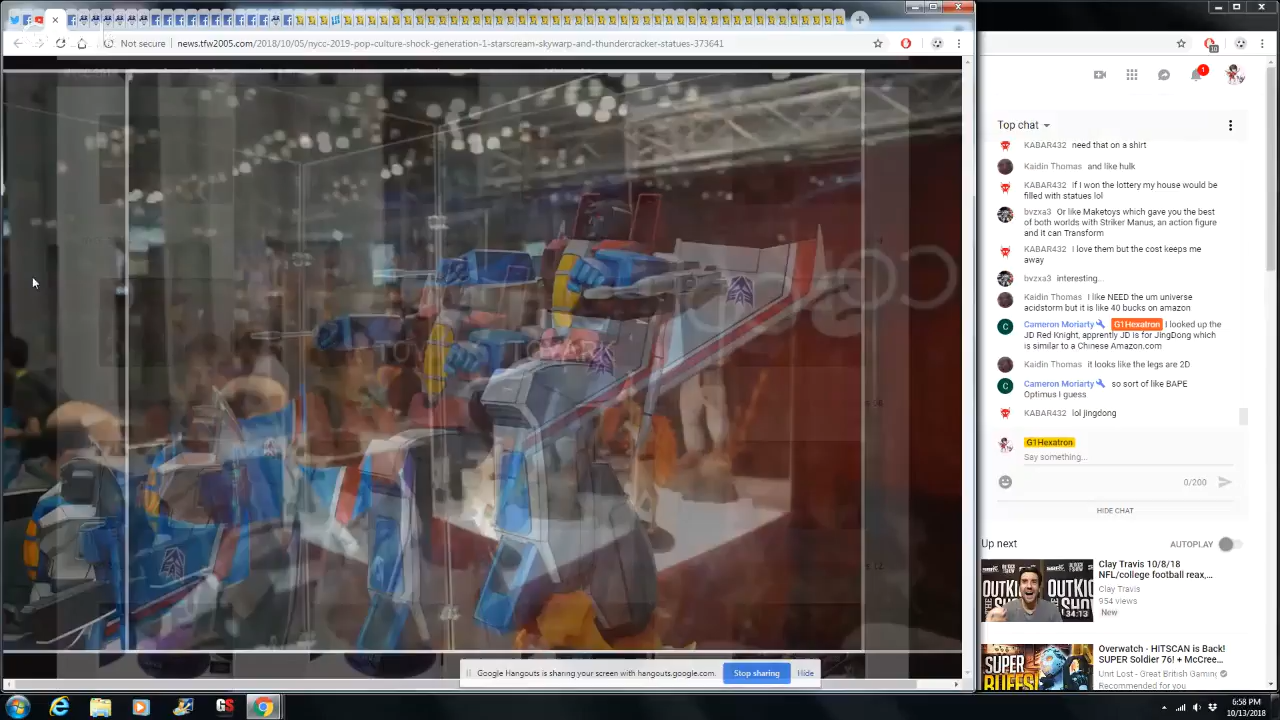 Not secure
news.tfw2005.com/2018/10/05/nycc-2019-pop-culture-shock-generation-1-starscream-skywarp-and-thundercracker-statues-373641
10
1
Top chat
KABAR432 need that on a shirt
Kaidin Thomas and like hulk
KABAR432 if I won the lottery my house would be
filled with statues lol
bvzxa3 Or like Maketoys which gave you the best
of both worlds with Striker Manus, an action figure
and it can Transform
KABAR432 I love them but the cost keeps me
away
bvzxa3 interesting...
Kaidin Thomas I like NEED the um universe
acidstorm but it is like 40 bucks on amazon
C Cameron Moriarty G1Hexatron I looked up the
JD Red Knight, apprently JD is for JingDong which
is similar to a Chinese Amazon.com
Kaidin Thomas it looks like the legs are 2D
C Cameron Moriarty so sort of like BAPE
Optimus I guess
KABAR432 lol jingdong
G1Hexatron
Say something...
0/200
HIDE CHAT
Up next
AUTOPLAY
Clay Travis 10/8/18
NFL/college football reax,...
Clay Travis
954 views
New
OUTKI
34:13
Overwatch - HITSCAN is Back!
SUPER Soldier 76! + McCree...
Unit Lost - Great British Gaming
Recommended for you
SUPER
BUFFS!
Google Hangouts is sharing your screen with hangouts.google.com.
Stop sharing
Hide
GS
6:58 PM
10/13/2018